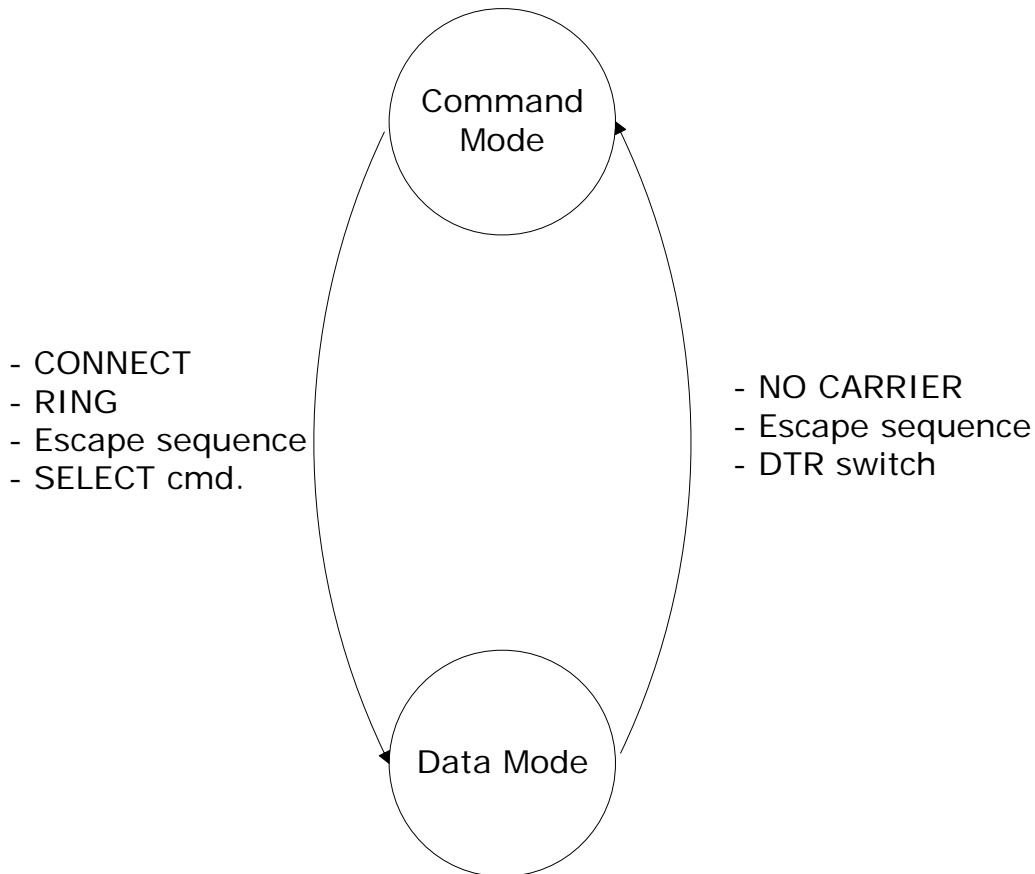 Command
Mode
- CONNECT
- RING
- Escape sequence
- SELECT cmd.
- NO CARRIER
- Escape sequence
- DTR switch
Data Mode